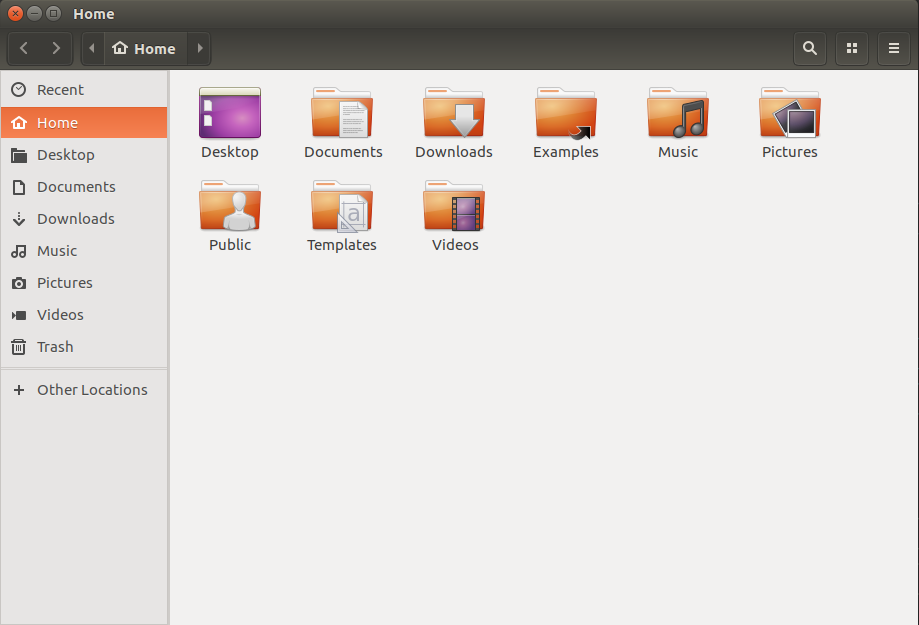 Home
Home
Recent
Home
Desktop
Documents
Downloads
Music
Pictures
Videos
Trash
Other Locations
Desktop
Documents
Downloads
Examples
Music
Pictures
Public
Templates
Videos